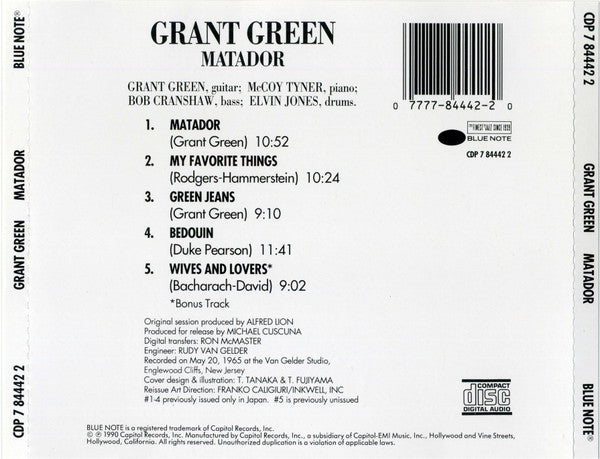 BLUE NOTE®
GRANT GREEN MATADOR
CDP 7 84442 2
GRANT GREEN
MATADOR
GRANT GREEN, guitar; McCOY TYNER, piano;
BOB CRANSHAW, bass; ELVIN JONES, drums.
0 7777-84442-2 0
THE FINEST IN JAZZ SINCE 1939
BLUE NOTE
CDP 7 84442 2
1. MATADOR
(Grant Green) 10:52
2. MY FAVORITE THINGS
(Rodgers-Hammerstein) 10:24
3. GREEN JEANS
(Grant Green) 9:10
4. BEDOUIN
(Duke Pearson) 11:41
5. WIVES AND LOVERS*
(Bacharach-David) 9:02
*Bonus Track
Original session produced by ALFRED LION
Produced for release by MICHAEL CUSCUNA
Digital transfers: RON McMASTER
Engineer: RUDY VAN GELDER
Recorded on May 20, 1965 at the Van Gelder Studio,
Englewood Cliffs, New Jersey
Cover design & illustration: T. TANAKA & T. FUJIYAMA
Reissue Art Direction: FRANKO CALIGIURI/INKWELL, INC
#1-4 previously issued only in Japan. #5 is previously unissued
COMPACT
disc
DIGITAL AUDIO
BLUE NOTE is a registered trademark of Capitol Records, Inc.
© ℗ 1990 Capitol Records, Inc. Manufactured by Capitol Records, Inc., a subsidiary of Capitol-EMI Music, Inc., Hollywood and Vine Streets,
Hollywood, California. All rights reserved. Unauthorized duplication is a violation of applicable laws.
CDP 7 84442 2
GRANT GREEN MATADOR
BLUE NOTE®